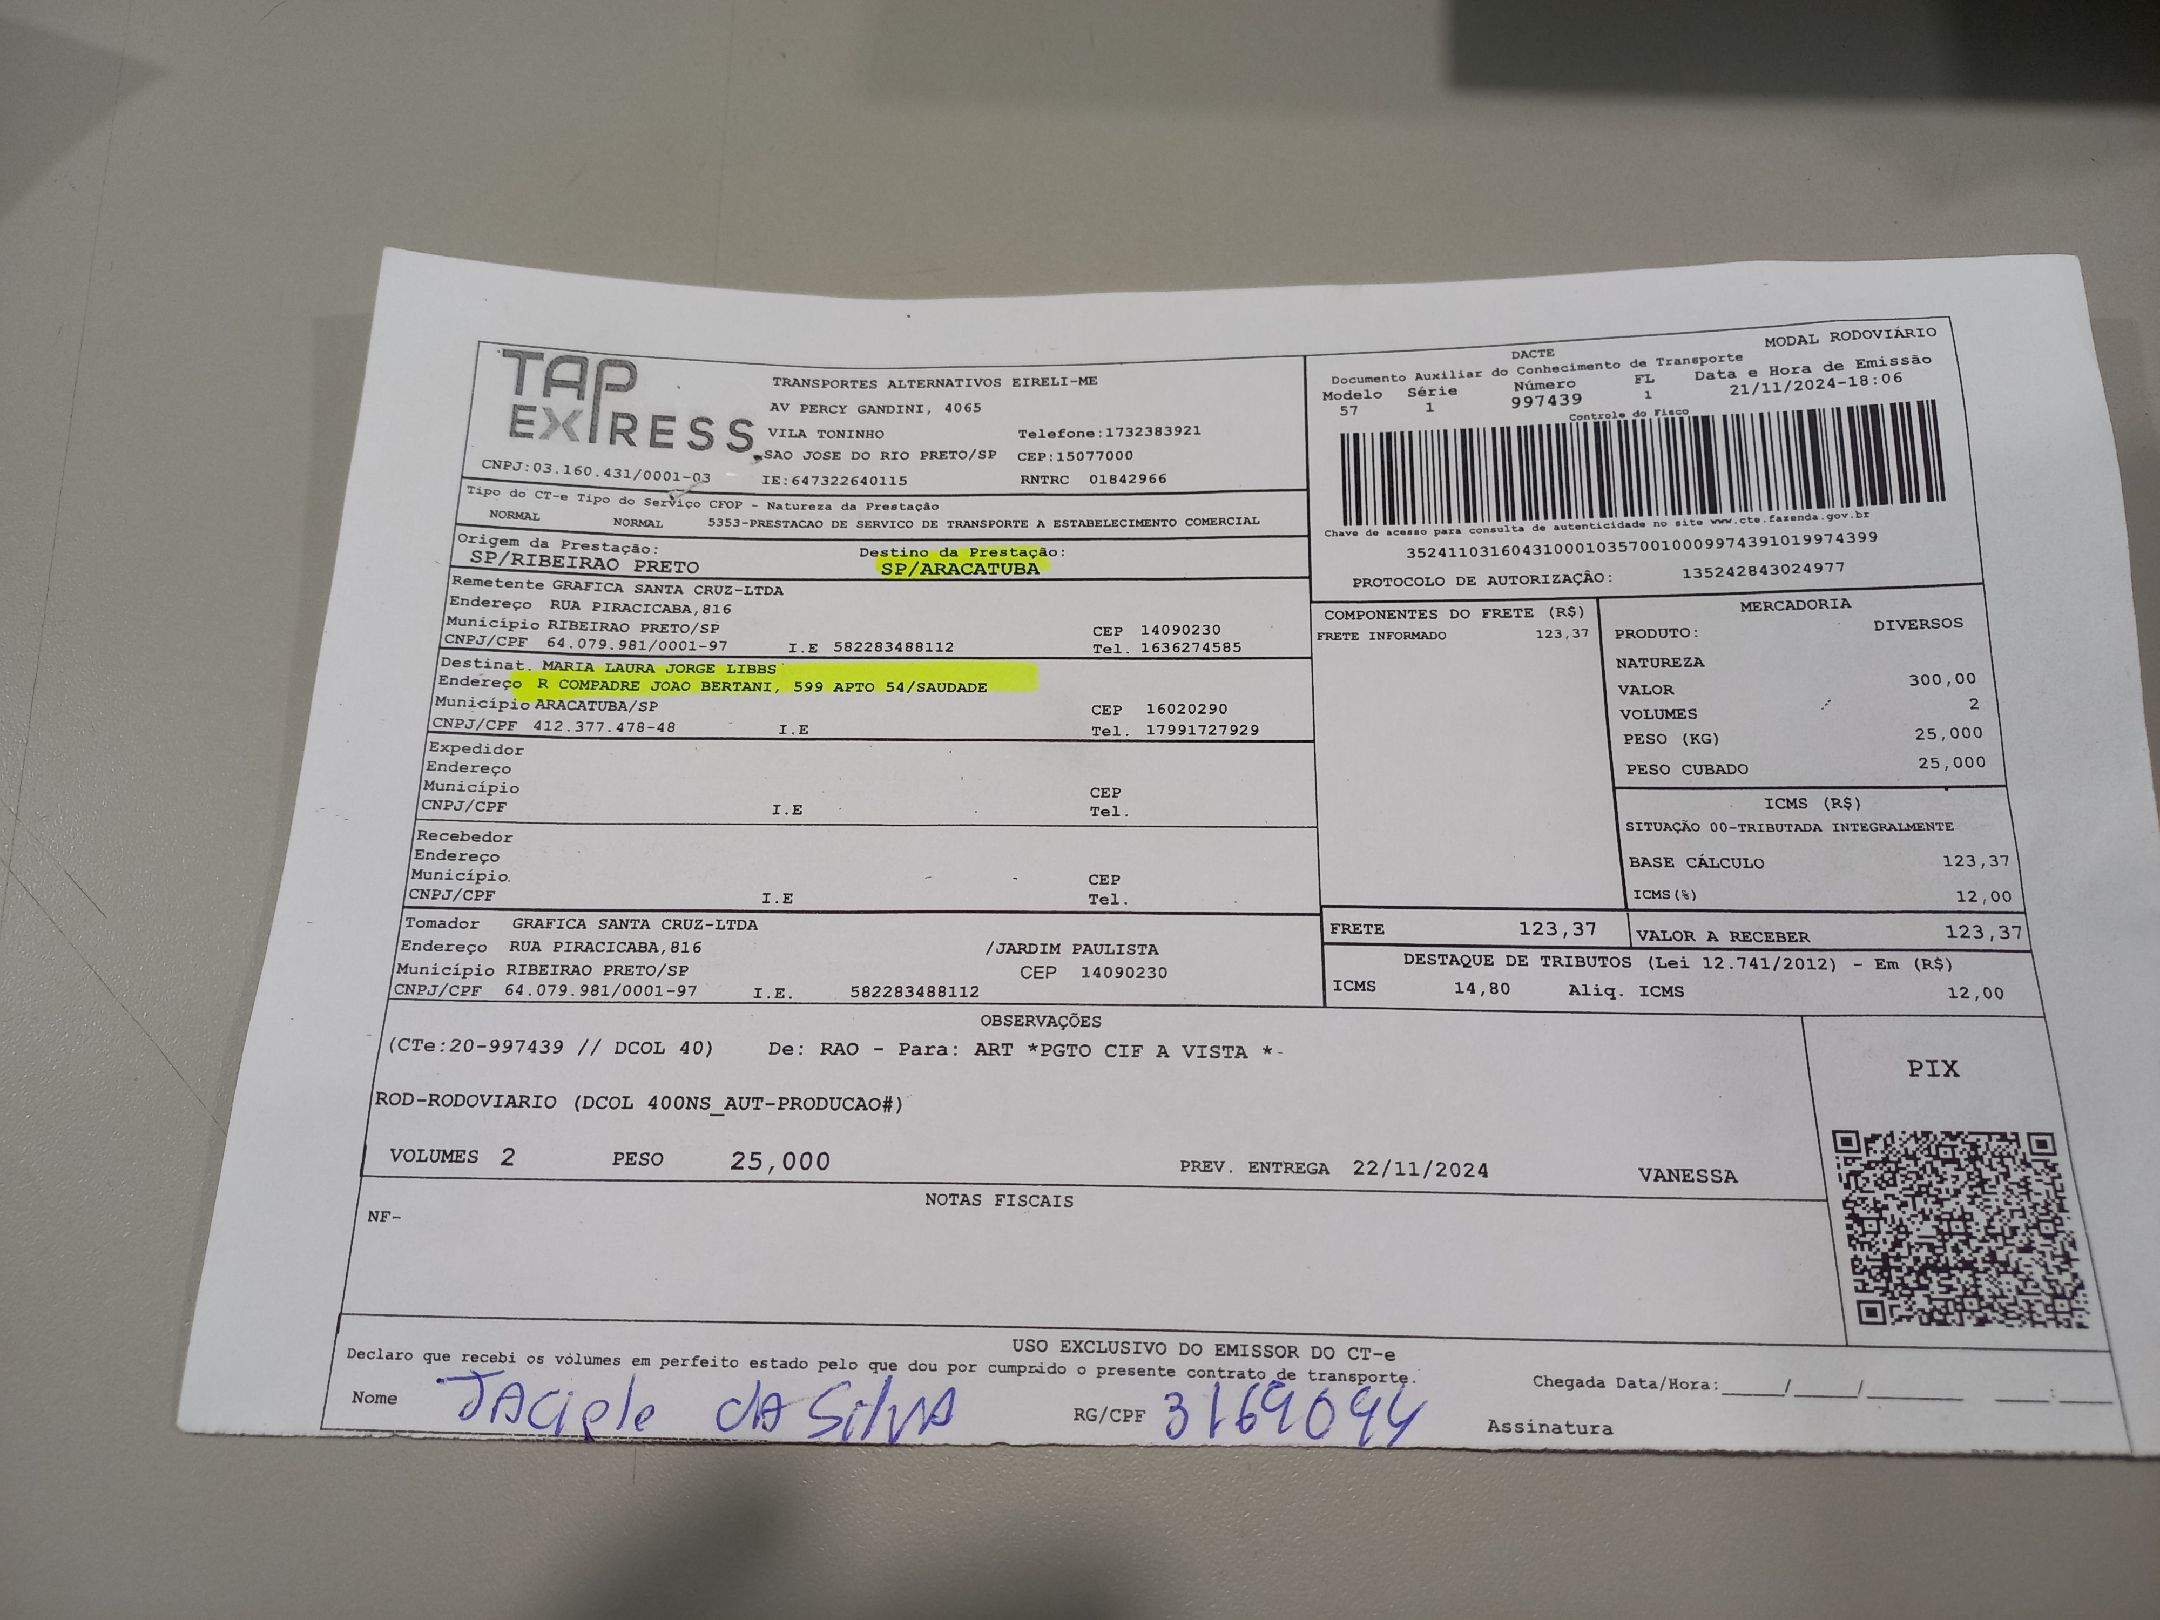 TAP
EXPRESS
TRANSPORTES ALTERNATIVOS EIRELI-ME
AV PERCY GANDINI, 4065
VILA TONINHO Telefone:1732383921
SAO JOSE DO RIO PRETO/SP CEP:15077000
CNPJ:03.160.431/0001-03 IE:647322640115 RNTRC 01842966
MODAL RODOVIÁRIO
DACTE
Documento Auxiliar do Conhecimento de Transporte
Modelo Série Número FL Data e Hora de Emissão
57 1 997439 1 21/11/2024-18:06
Controle do Fisco
Chave de acesso para consulta de autenticidade no site www.cte.fazenda.gov.br
35241103160431000103570010009974391019974399
PROTOCOLO DE AUTORIZAÇÃO: 135242843024977
Tipo do CT-e Tipo do Serviço CFOP - Natureza da Prestação
NORMAL NORMAL 5353-PRESTACAO DE SERVICO DE TRANSPORTE A ESTABELECIMENTO COMERCIAL
Origem da Prestação: Destino da Prestação:
SP/RIBEIRAO PRETO SP/ARACATUBA
Remetente GRAFICA SANTA CRUZ-LTDA
Endereço RUA PIRACICABA,816
Município RIBEIRAO PRETO/SP CEP 14090230
CNPJ/CPF 64.079.981/0001-97 I.E 582283488112 Tel. 1636274585
Destinat. MARIA LAURA JORGE LIBBS
Endereço R COMPADRE JOAO BERTANI, 599 APTO 54/SAUDADE
Município ARACATUBA/SP CEP 16020290
CNPJ/CPF 412.377.478-48 I.E Tel. 17991727929
Expedidor
Endereço
Município CEP
CNPJ/CPF I.E Tel.
Recebedor
Endereço
Município. CEP
CNPJ/CPF I.E Tel.
Tomador GRAFICA SANTA CRUZ-LTDA
Endereço RUA PIRACICABA,816 /JARDIM PAULISTA
Município RIBEIRAO PRETO/SP CEP 14090230
CNPJ/CPF 64.079.981/0001-97 I.E. 582283488112
COMPONENTES DO FRETE (R$)
FRETE INFORMADO 123,37
MERCADORIA
PRODUTO: DIVERSOS
NATUREZA
VALOR 300,00
VOLUMES 2
PESO (KG) 25,000
PESO CUBADO 25,000
ICMS (R$)
SITUAÇÃO 00-TRIBUTADA INTEGRALMENTE
BASE CÁLCULO 123,37
ICMS(%) 12,00
FRETE 123,37 VALOR A RECEBER 123,37
DESTAQUE DE TRIBUTOS (Lei 12.741/2012) - Em (R$)
ICMS 14,80 Aliq. ICMS 12,00
OBSERVAÇÕES
(CTe:20-997439 // DCOL 40) De: RAO - Para: ART *PGTO CIF A VISTA *-
ROD-RODOVIARIO (DCOL 400NS_AUT-PRODUCAO#)
VOLUMES 2 PESO 25,000 PREV. ENTREGA 22/11/2024 VANESSA
PIX
NOTAS FISCAIS
NF-
USO EXCLUSIVO DO EMISSOR DO CT-e
Declaro que recebi os volumes em perfeito estado pelo que dou por cumprido o presente contrato de transporte.
Chegada Data/Hora:____/____/________ ____:____
Nome JAciele dA SilVA RG/CPF 3169094 Assinatura